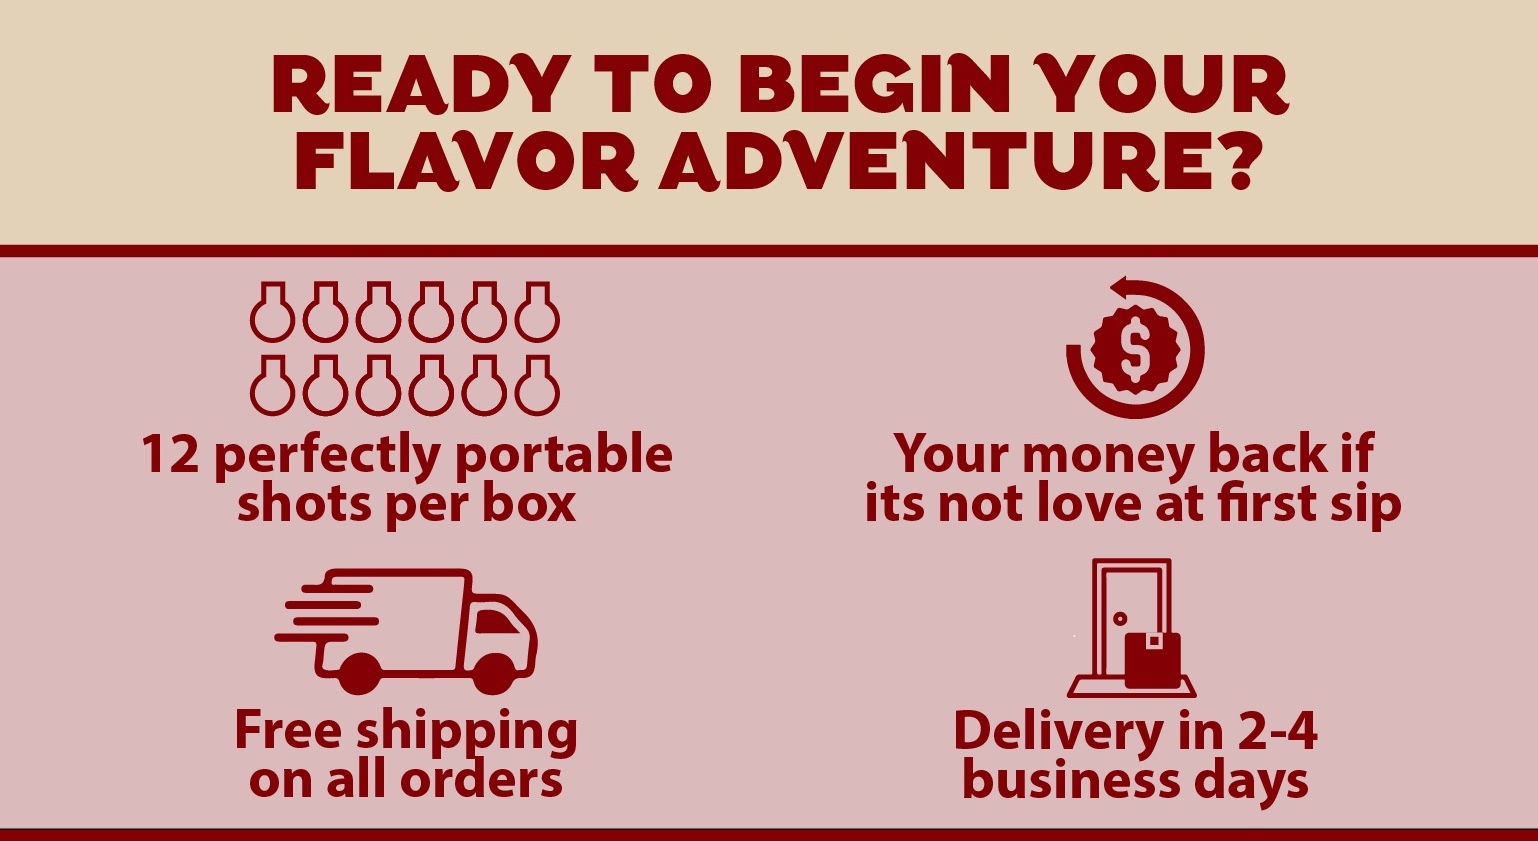 READY TO BEGIN YOUR
FLAVOR ADVENTURE?
12 perfectly portable
shots per box
$
Your money back if
its not love at first sip
Free shipping
on all orders
Delivery in 2-4
business days